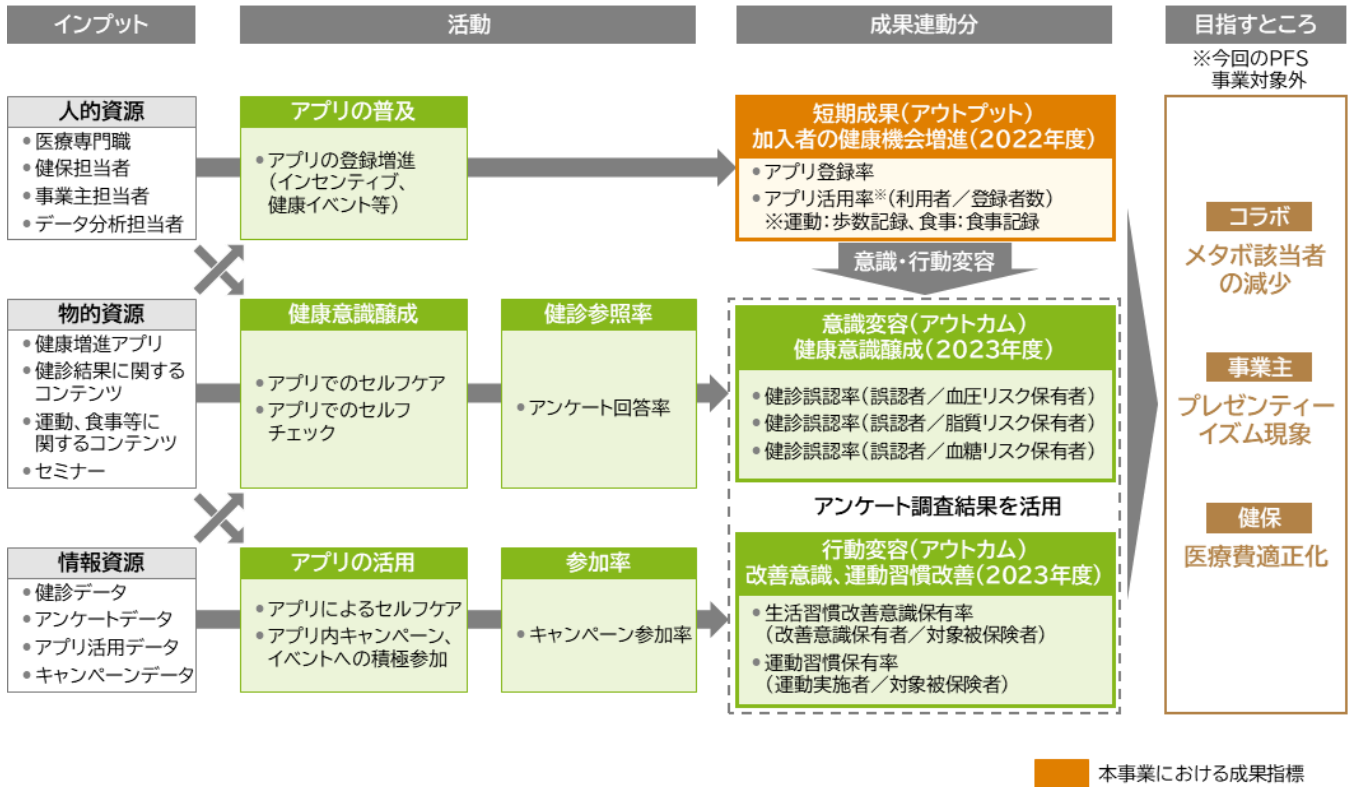 インプット
活動
成果連動分
目指すところ
※今回のPFS
事業対象外
人的資源
•医療専門職
•健保担当者
•事業主担当者
•データ分析担当者
アプリの普及
•アプリの登録増進
(インセンティブ、
健康イベント等)
短期成果(アウトプット)
加入者の健康機会増進(2022年度)
•アプリ登録率
•アプリ活用率※(利用者/登録者数)
※運動:歩数記録、食事:食事記録
意識・行動変容
物的資源
•健康増進アプリ
•健診結果に関する
コンテンツ
•運動、食事等に
関するコンテンツ
•セミナー
健康意識醸成
•アプリでのセルフケア
•アプリでのセルフ
チェック
健診参照率
•アンケート回答率
意識変容(アウトカム)
健康意識醸成(2023年度)
•健診誤認率(誤認者/血圧リスク保有者)
•健診誤認率(誤認者/脂質リスク保有者)
•健診誤認率(誤認者/血糖リスク保有者)
アンケート調査結果を活用
情報資源
•健診データ
•アンケートデータ
•アプリ活用データ
•キャンペーンデータ
アプリの活用
•アプリによるセルフケア
•アプリ内キャンペーン、
イベントへの積極参加
参加率
•キャンペーン参加率
行動変容(アウトカム)
改善意識、運動習慣改善(2023年度)
•生活習慣改善意識保有率
(改善意識保有者/対象被保険者)
•運動習慣保有率
(運動実施者/対象被保険者)
コラボ
メタボ該当者
の減少
事業主
プレゼンティー
イズム現象
健保
医療費適正化
本事業における成果指標